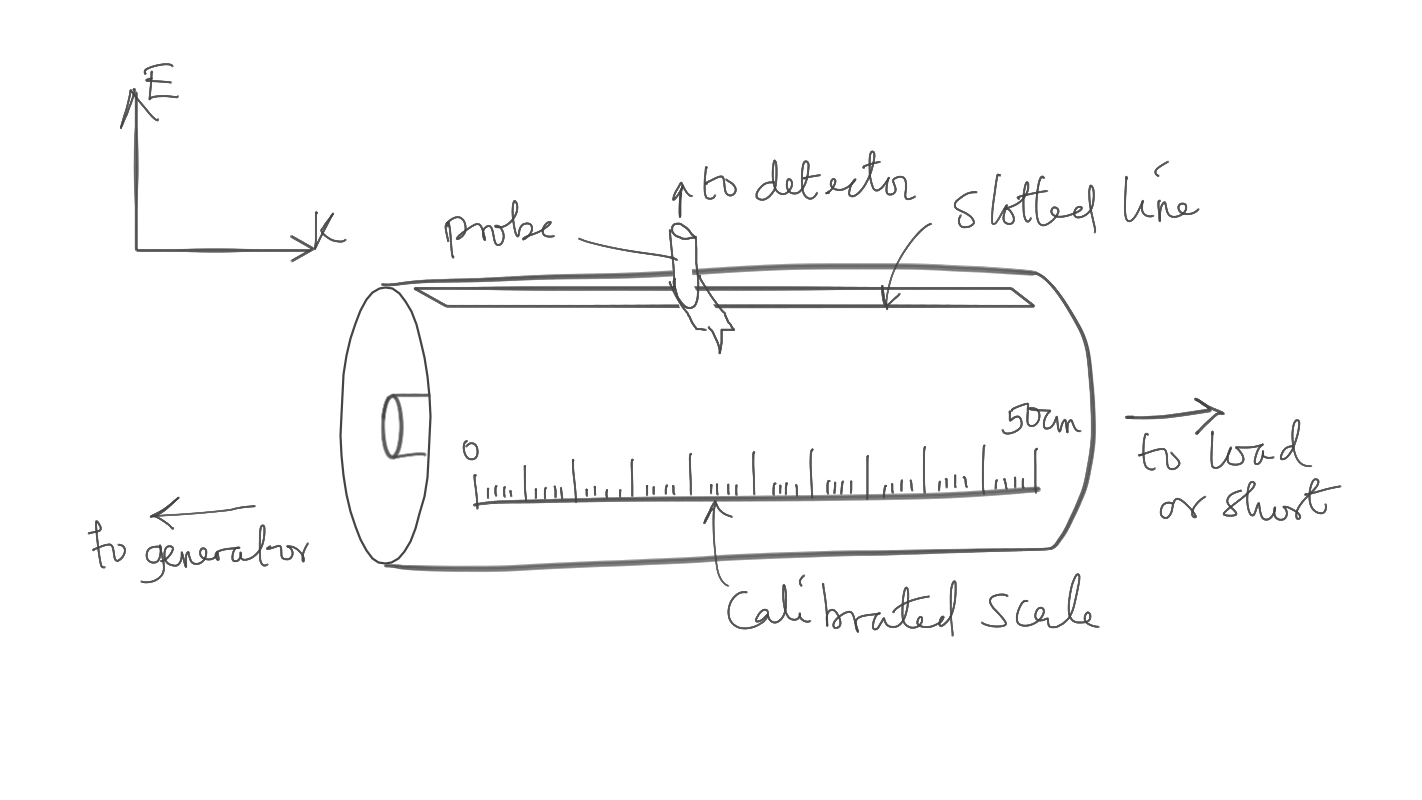 E
K
to detector
probe
slotted line
0
50cm
to load
or short
to generator
Calibrated scale